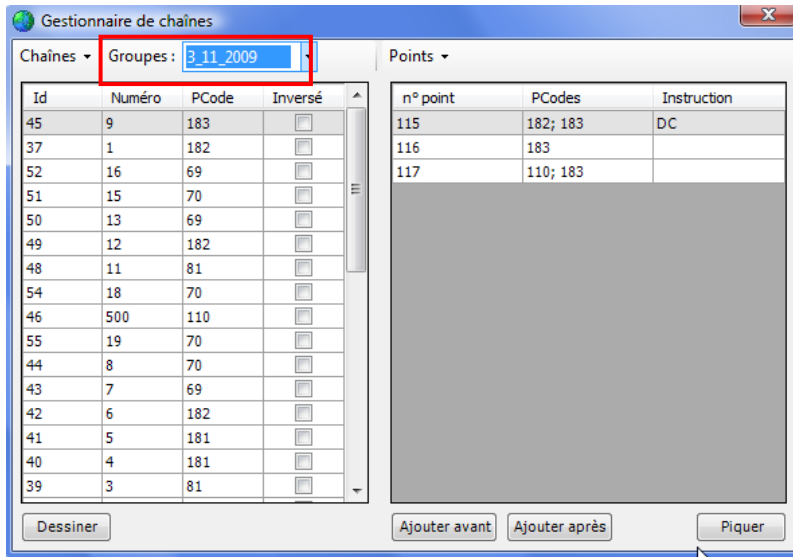 Gestionnaire de chaînes
Chaînes Groupes : 3_11_2009 Points
Id Numéro PCode Inversé
45 9 183
37 1 182
52 16 69
51 15 70
50 13 69
49 12 182
48 11 81
54 18 70
46 500 110
55 19 70
44 8 70
43 7 69
42 6 182
41 5 181
40 4 181
39 3 81
n° point PCodes Instruction
115 182; 183 DC
116 183
117 110; 183
Dessiner Ajouter avant Ajouter après Piquer